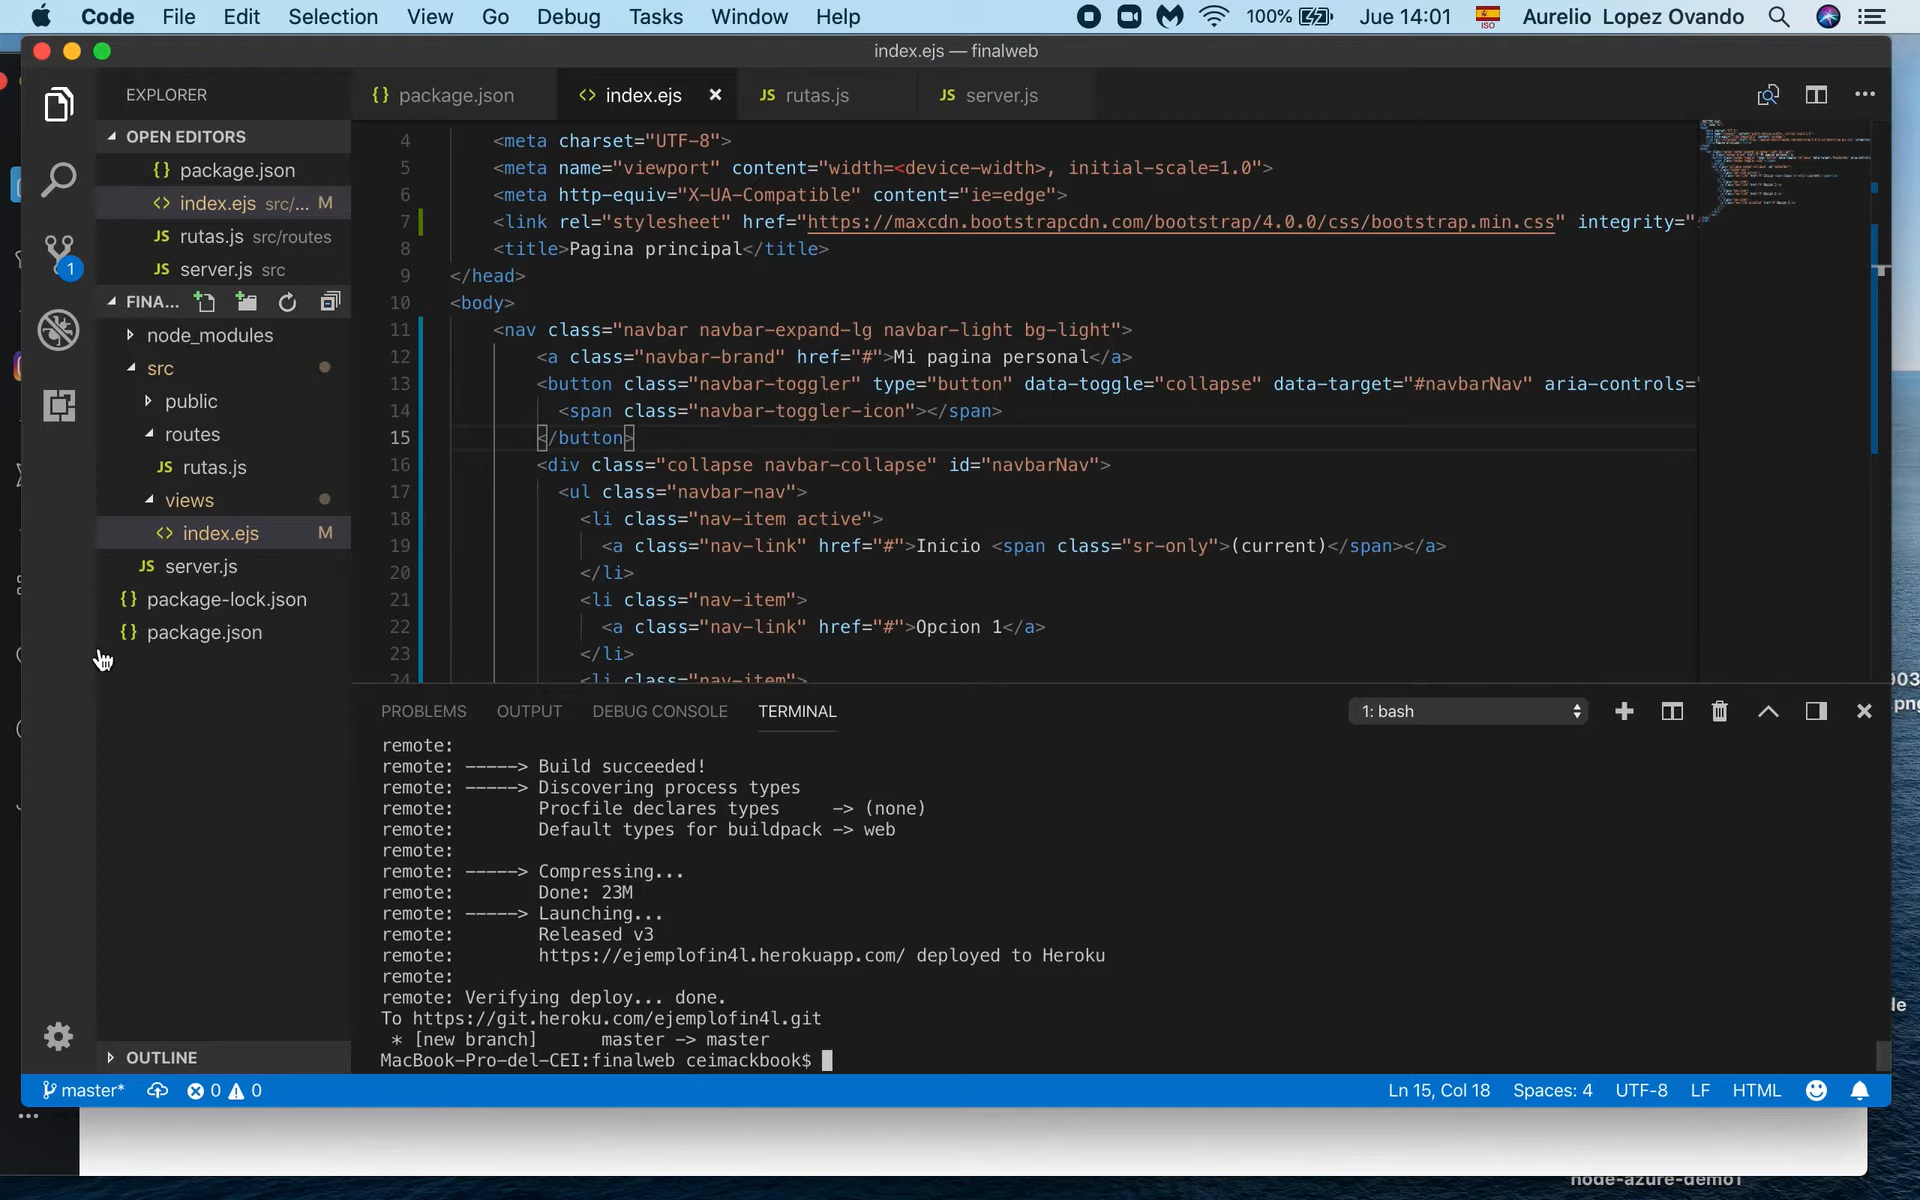 Code File Edit Selection View Go Debug Tasks Window Help 100% Jue 14:01 ISO Aurelio Lopez Ovando
index.ejs — finalweb
EXPLORER
{} package.json <> index.ejs × JS rutas.js JS server.js
OPEN EDITORS
{} package.json
<> index.ejs src/... M
JS rutas.js src/routes
JS server.js src
1
FINA...
node_modules
src
public
routes
JS rutas.js
views
<> index.ejs M
JS server.js
{} package-lock.json
{} package.json
OUTLINE
4 <meta charset="UTF-8">
5 <meta name="viewport" content="width=<device-width>, initial-scale=1.0">
6 <meta http-equiv="X-UA-Compatible" content="ie=edge">
7 <link rel="stylesheet" href="https://maxcdn.bootstrapcdn.com/bootstrap/4.0.0/css/bootstrap.min.css" integrity="
8 <title>Pagina principal</title>
9 </head>
10 <body>
11 <nav class="navbar navbar-expand-lg navbar-light bg-light">
12 <a class="navbar-brand" href="#">Mi pagina personal</a>
13 <button class="navbar-toggler" type="button" data-toggle="collapse" data-target="#navbarNav" aria-controls=
14 <span class="navbar-toggler-icon"></span>
15 </button>
16 <div class="collapse navbar-collapse" id="navbarNav">
17 <ul class="navbar-nav">
18 <li class="nav-item active">
19 <a class="nav-link" href="#">Inicio <span class="sr-only">(current)</span></a>
20 </li>
21 <li class="nav-item">
22 <a class="nav-link" href="#">Opcion 1</a>
23 </li>
24 <li class="nav-item">
PROBLEMS OUTPUT DEBUG CONSOLE TERMINAL 1: bash
remote:
remote: -----> Build succeeded!
remote: -----> Discovering process types
remote: Procfile declares types -> (none)
remote: Default types for buildpack -> web
remote:
remote: -----> Compressing...
remote: Done: 23M
remote: -----> Launching...
remote: Released v3
remote: https://ejemplofin4l.herokuapp.com/ deployed to Heroku
remote:
remote: Verifying deploy... done.
To https://git.heroku.com/ejemplofin4l.git
* [new branch] master -> master
MacBook-Pro-del-CEI:finalweb ceimackbook$
master* 0 0 Ln 15, Col 18 Spaces: 4 UTF-8 LF HTML
node-azure-demo1